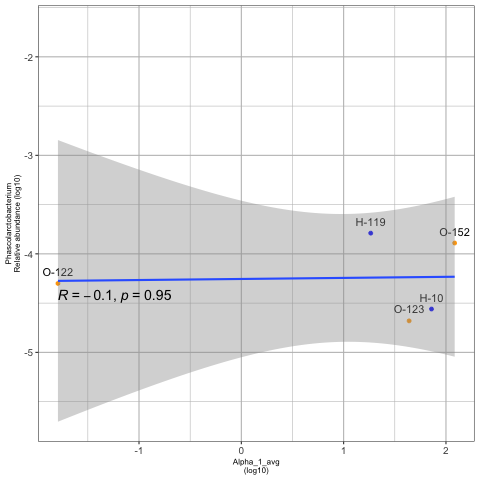 -2
-3
H-119
O-152
-4
O-122
R = −0.1, p = 0.95
H-10
O-123
-5
-1
0
1
2
Alpha_1_avg
(log10)
Phascolarctobacterium
Relative abundance (log10)